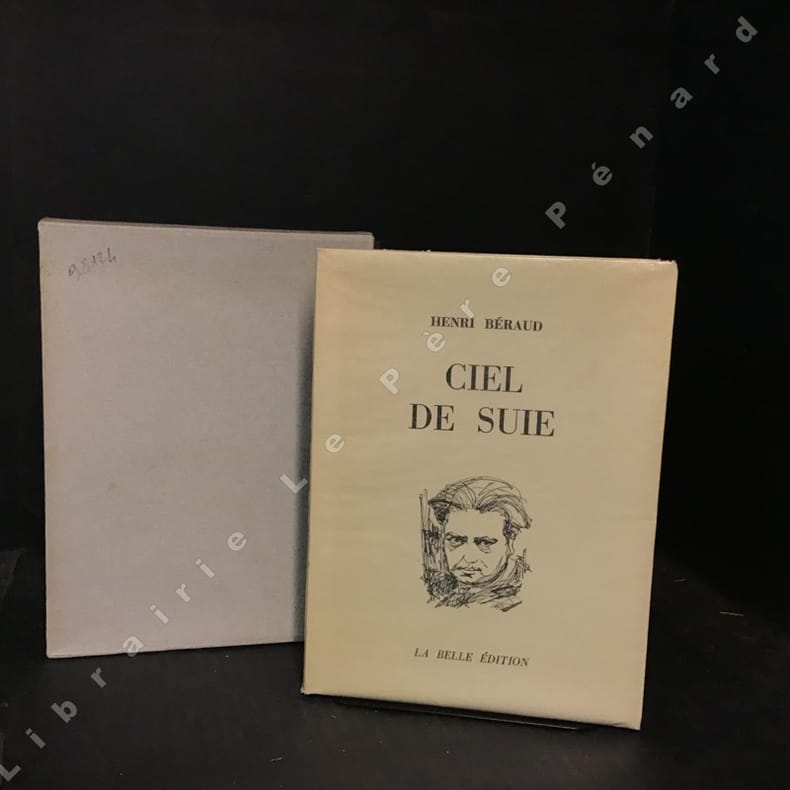 HENRI BÉRAUD
CIEL
DE SUIE
LA BELLE ÉDITION
Librairie Le Père Pénard